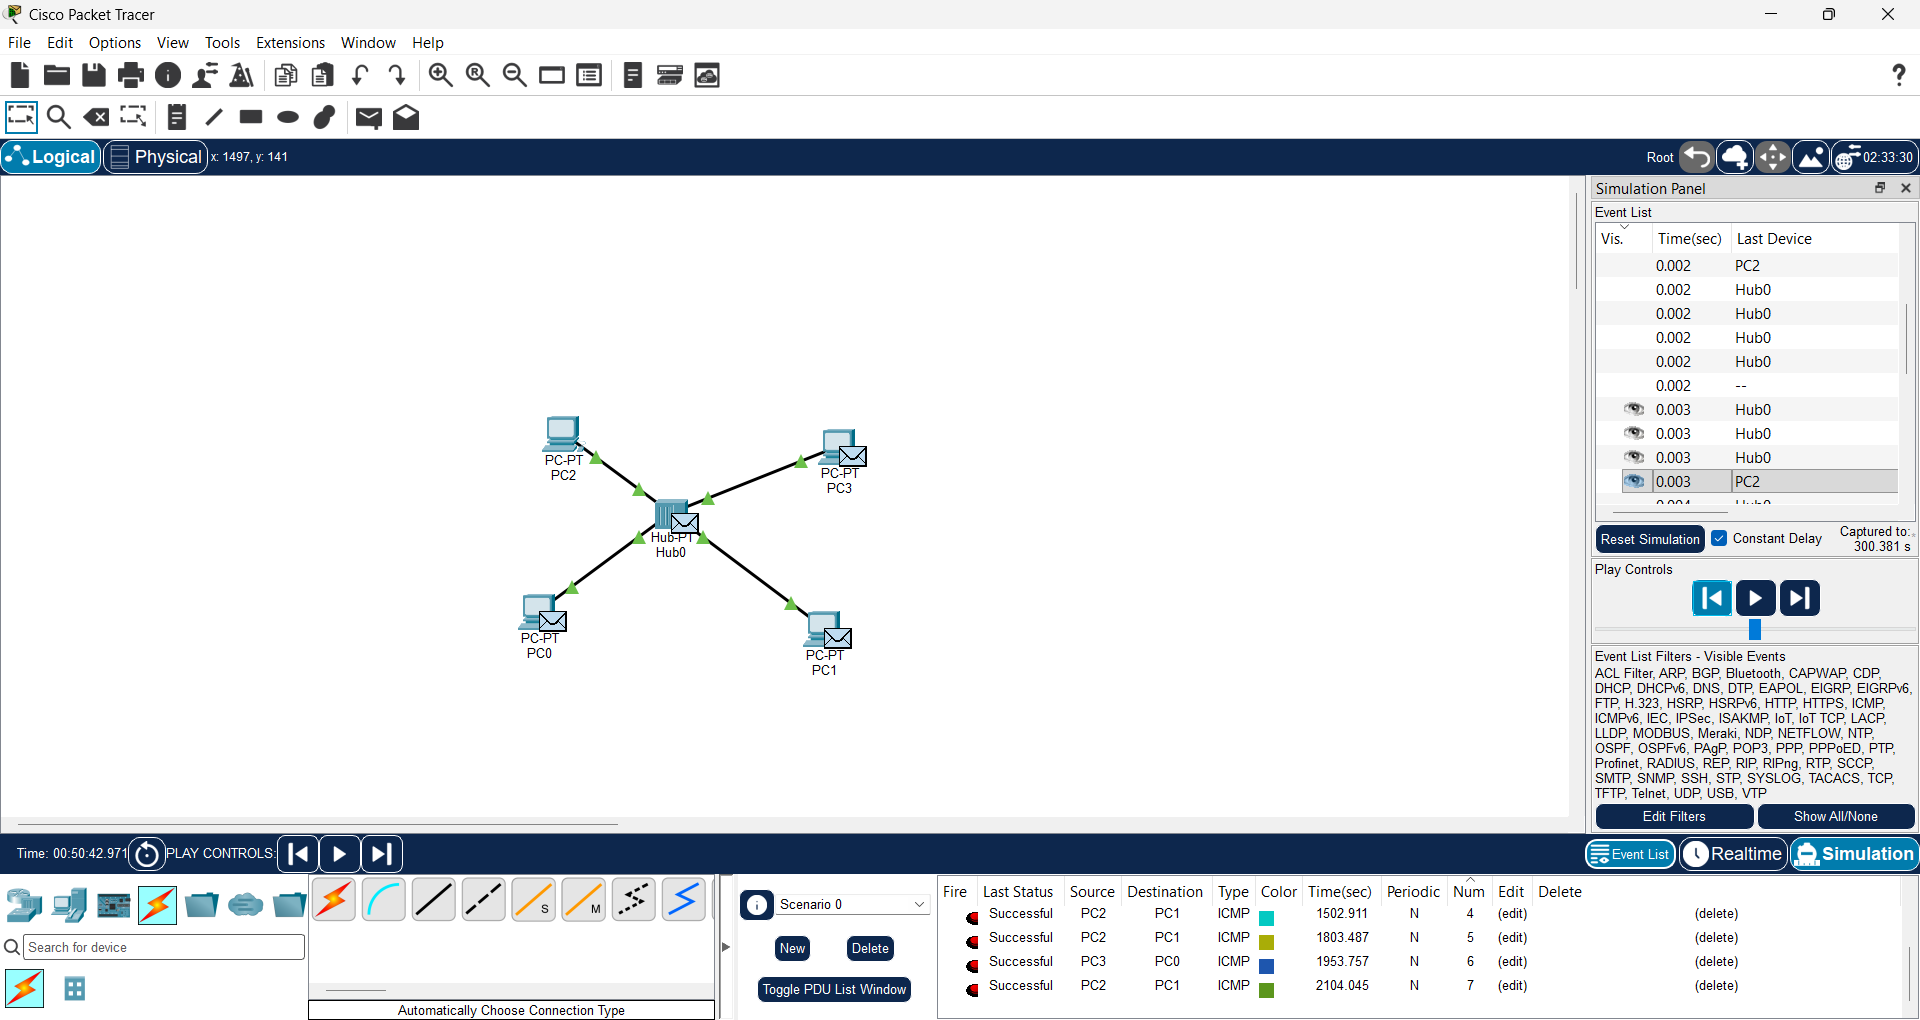 Cisco Packet Tracer
File Edit Options View Tools Extensions Window Help
Logical Physical x: 1497, y: 141 Root 02:33:30
Simulation Panel
Event List
Vis. Time(sec) Last Device
0.002 PC2
0.002 Hub0
0.002 Hub0
0.002 Hub0
0.002 Hub0
0.002 --
0.003 Hub0
0.003 Hub0
0.003 Hub0
0.003 PC2
Reset Simulation Constant Delay Captured to:
300.381 s
Play Controls
Event List Filters - Visible Events
ACL Filter, ARP, BGP, Bluetooth, CAPWAP, CDP,
DHCP, DHCPv6, DNS, DTP, EAPOL, EIGRP, EIGRPv6,
FTP, H.323, HSRP, HSRPv6, HTTP, HTTPS, ICMP,
ICMPv6, IEC, IPSec, ISAKMP, IoT, IoT TCP, LACP,
LLDP, MODBUS, Meraki, NDP, NETFLOW, NTP,
OSPF, OSPFv6, PAgP, POP3, PPP, PPPoED, PTP,
Profinet, RADIUS, REP, RIP, RIPng, RTP, SCCP,
SMTP, SNMP, SSH, STP, SYSLOG, TACACS, TCP,
TFTP, Telnet, UDP, USB, VTP
Edit Filters Show All/None
PC-PT
PC2
PC-PT
PC3
Hub-PT
Hub0
PC-PT
PC0
PC-PT
PC1
Time: 00:50:42.971 PLAY CONTROLS: Event List Realtime Simulation
Search for device
S M
Automatically Choose Connection Type
Scenario 0
New Delete
Toggle PDU List Window
Fire Last Status Source Destination Type Color Time(sec) Periodic Num Edit Delete
Successful PC2 PC1 ICMP 1502.911 N 4 (edit) (delete)
Successful PC2 PC1 ICMP 1803.487 N 5 (edit) (delete)
Successful PC3 PC0 ICMP 1953.757 N 6 (edit) (delete)
Successful PC2 PC1 ICMP 2104.045 N 7 (edit) (delete)